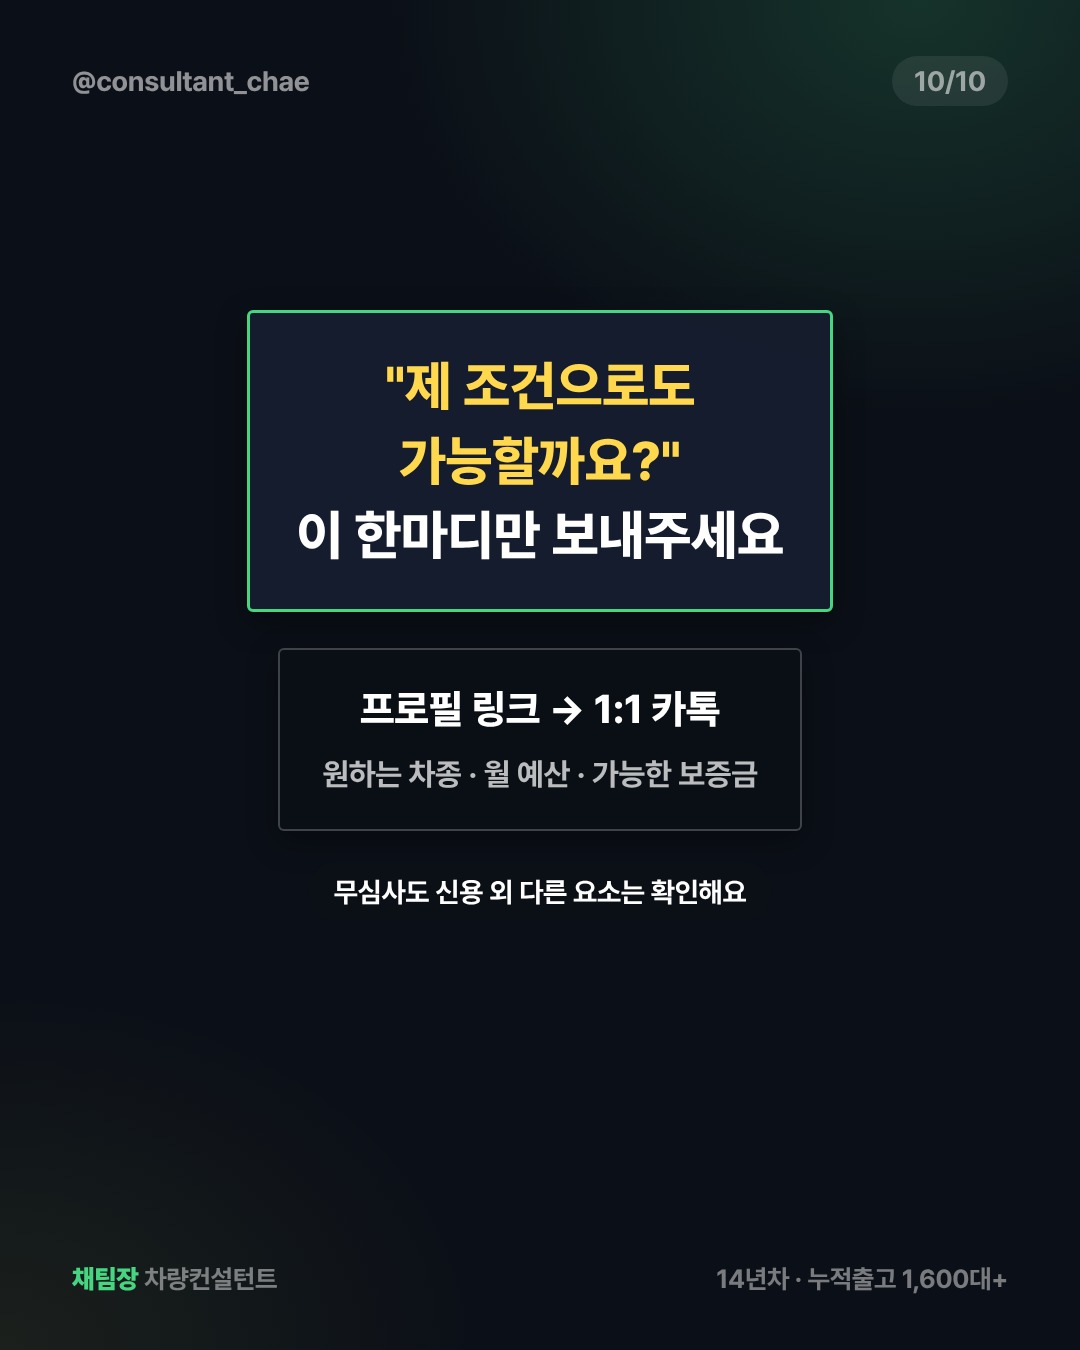 @consultant_chae
10/10
"제 조건으로도
가능할까요?"
이 한마디만 보내주세요
프로필 링크 → 1:1 카톡
원하는 차종 · 월 예산 · 가능한 보증금
무심사도 신용 외 다른 요소는 확인해요
채팀장 차량컨설턴트
14년차 · 누적출고 1,600대+